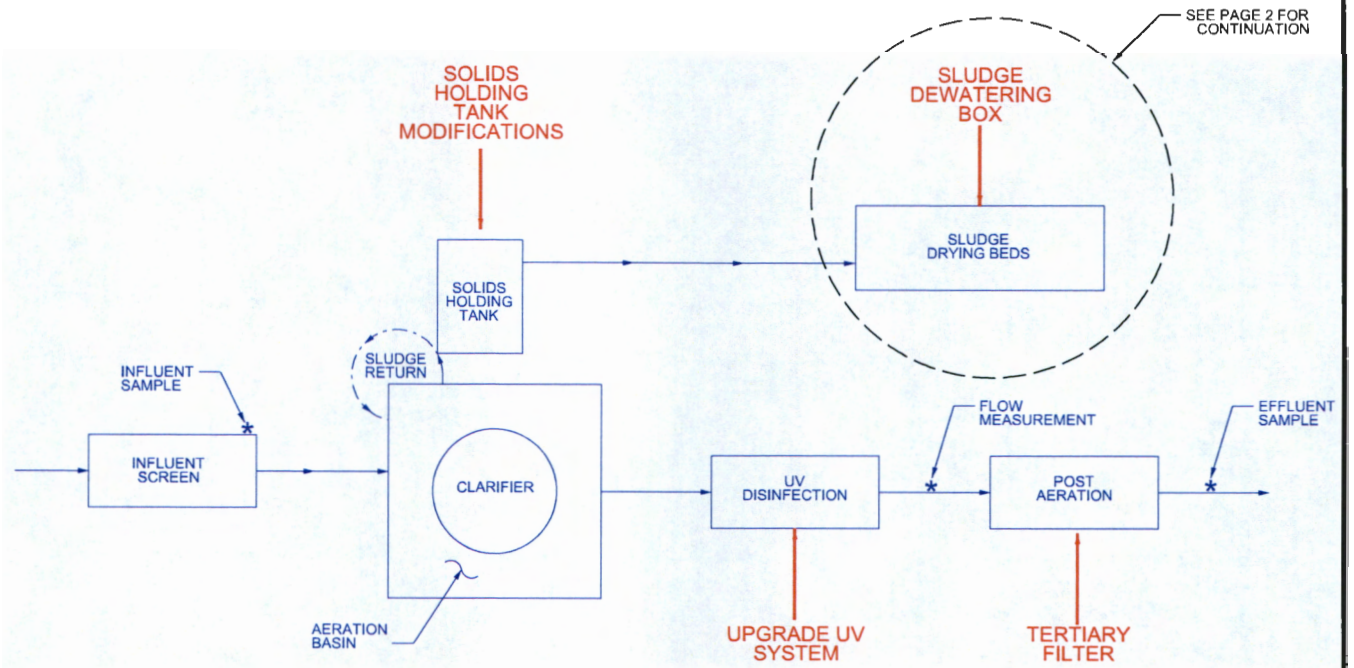 SEE PAGE 2 FOR
CONTINUATION
SOLIDS
HOLDING
TANK
MODIFICATIONS
SLUDGE
DEWATERING
BOX
SLUDGE
DRYING BEDS
SOLIDS
HOLDING
TANK
SLUDGE
RETURN
INFLUENT
SAMPLE
*
INFLUENT
SCREEN
CLARIFIER
AERATION
BASIN
UV
DISINFECTION
FLOW
MEASUREMENT
*
POST
AERATION
EFFLUENT
SAMPLE
*
UPGRADE UV
SYSTEM
TERTIARY
FILTER